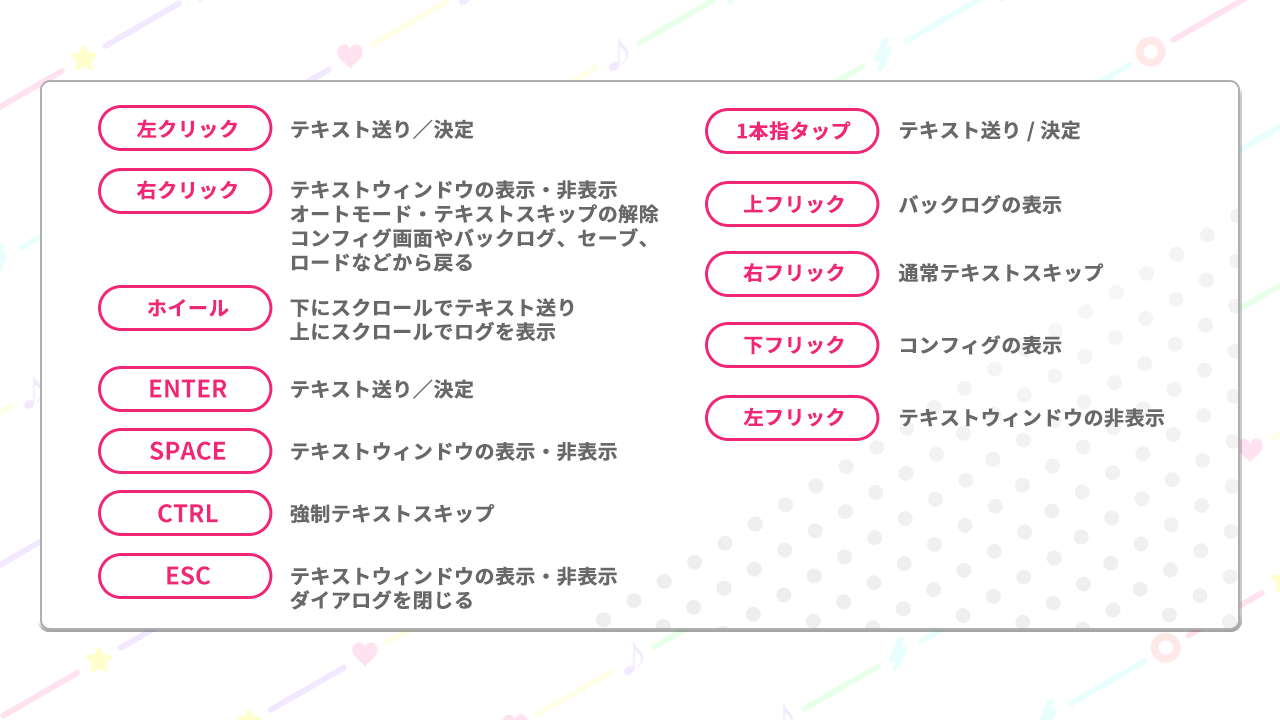 左クリック
テキスト送り／決定
右クリック
テキストウィンドウの表示・非表示
オートモード・テキストスキップの解除
コンフィグ画面やバックログ、セーブ、
ロードなどから戻る
ホイール
下にスクロールでテキスト送り
上にスクロールでログを表示
ENTER
テキスト送り／決定
SPACE
テキストウィンドウの表示・非表示
CTRL
強制テキストスキップ
ESC
テキストウィンドウの表示・非表示
ダイアログを閉じる
1本指タップ
テキスト送り / 決定
上フリック
バックログの表示
右フリック
通常テキストスキップ
下フリック
コンフィグの表示
左フリック
テキストウィンドウの非表示